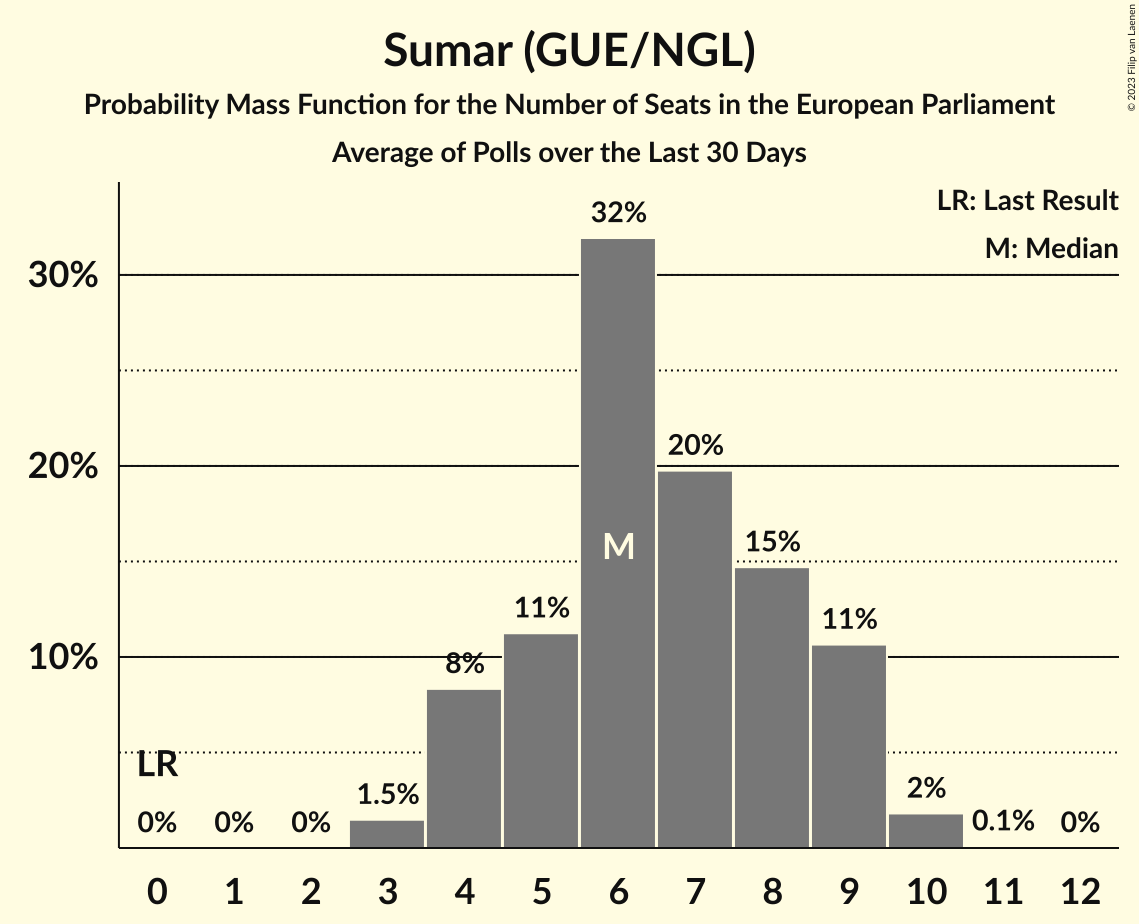 Sumar (GUE/NGL)
Probability Mass Function for the Number of Seats in the European Parliament
Average of Polls over the Last 30 Days
© 2023 Filip van Laenen
LR: Last Result
M: Median
30%
20%
10%
32%
20%
M
15%
11%
11%
8%
LR
1.5%
2%
0%
0%
0%
0.1%
0%
0 1 2 3 4 5 6 7 8 9 10 11 12